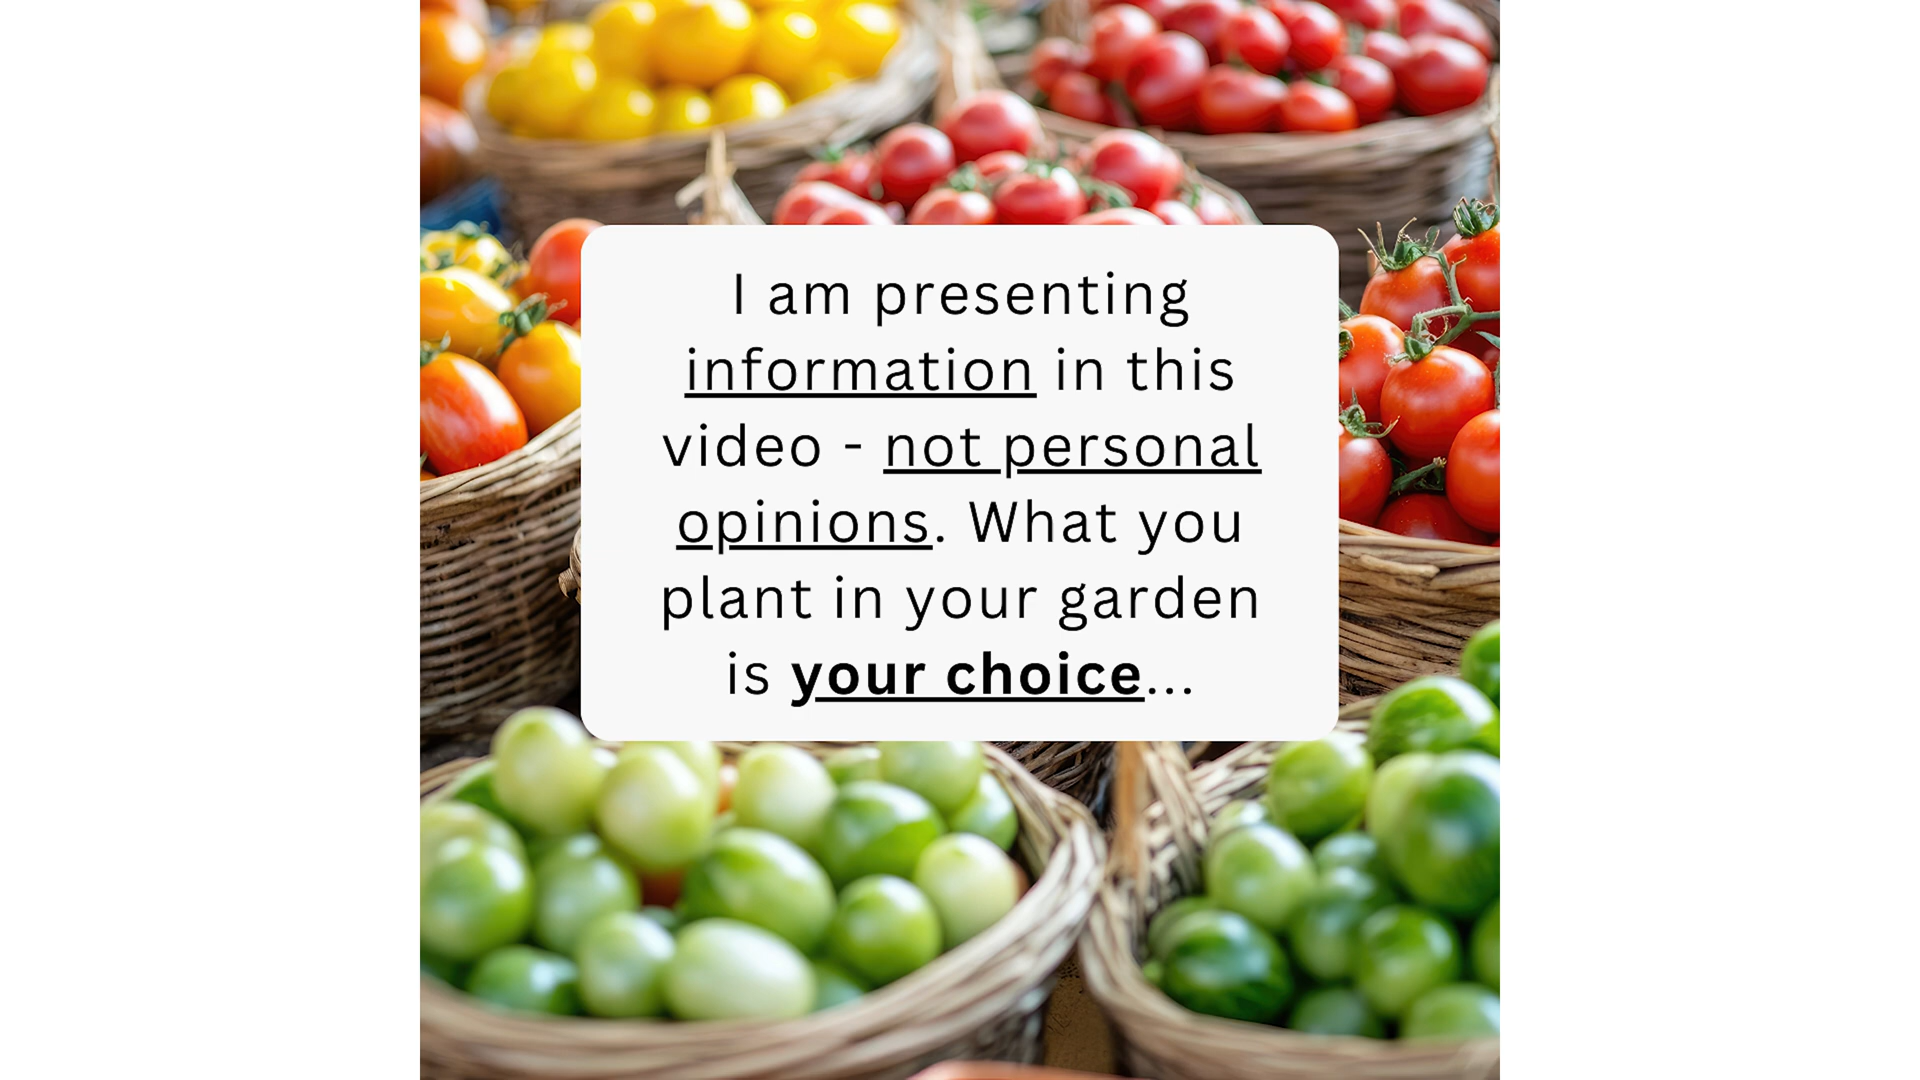 I am presenting
information in this
video - not personal
opinions. What you
plant in your garden
is your choice...